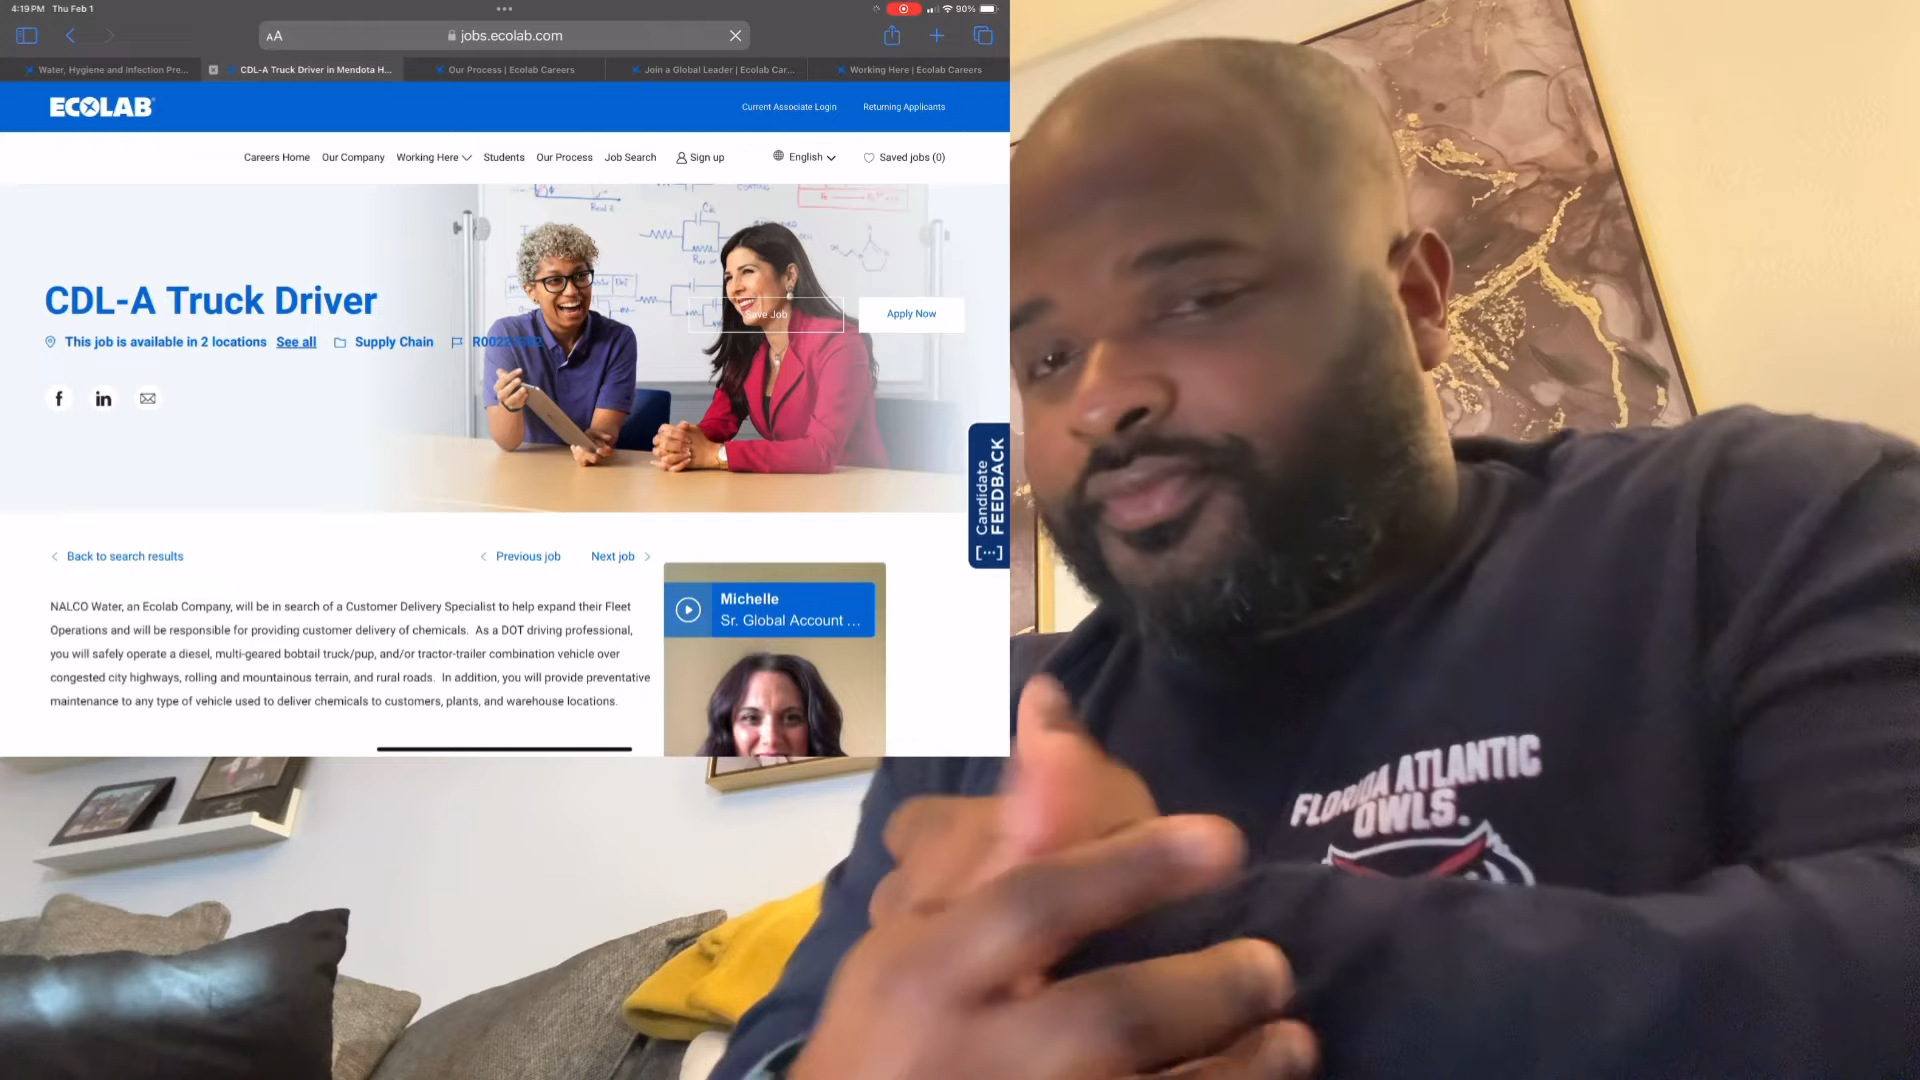 4:19 PM Thu Feb 1
90%
AA
jobs.ecolab.com
Water, Hygiene and Infection Pre...
CDL-A Truck Driver in Mendota H...
Our Process | Ecolab Careers
Join a Global Leader | Ecolab Car...
Working Here | Ecolab Careers
ECOLAB
Current Associate Login
Returning Applicants
Careers Home
Our Company
Working Here
Students
Our Process
Job Search
Sign up
English
Saved jobs (0)
CDL-A Truck Driver
Save Job
Apply Now
This job is available in 2 locations
See all
Supply Chain
f
in
Candidate
FEEDBACK
Back to search results
Previous job
Next job
NALCO Water, an Ecolab Company, will be in search of a Customer Delivery Specialist to help expand their Fleet
Operations and will be responsible for providing customer delivery of chemicals. As a DOT driving professional,
you will safely operate a diesel, multi-geared bobtail truck/pup, and/or tractor-trailer combination vehicle over
congested city highways, rolling and mountainous terrain, and rural roads. In addition, you will provide preventative
maintenance to any type of vehicle used to deliver chemicals to customers, plants, and warehouse locations.
Michelle
Sr. Global Account ...
FLORIDA ATLANTIC
OWLS.